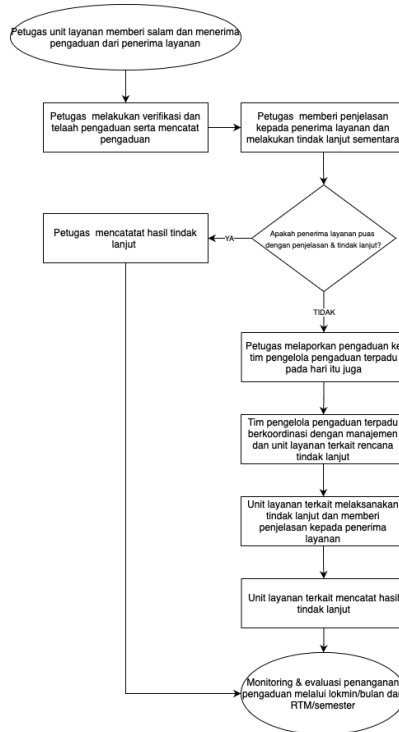 Petugas unit layanan memberi salam dan menerima
pengaduan dari penerima layanan
Petugas melakukan verifikasi dan
telaah pengaduan serta mencatat
pengaduan
Petugas memberi penjelasan
kepada penerima layanan dan
melakukan tindak lanjut sementara
Apakah penerima layanan puas
dengan penjelasan & tindak lanjut?
YA
Petugas mencatatat hasil tindak
lanjut
TIDAK
Petugas melaporkan pengaduan ke
tim pengelola pengaduan terpadu
pada hari itu juga
Tim pengelola pengaduan terpadu
berkoordinasi dengan manajemen
dan unit layanan terkait rencana
tindak lanjut
Unit layanan terkait melaksanakan
tindak lanjut dan memberi
penjelasan kepada penerima
layanan
Unit layanan terkait mencatat hasil
tindak lanjut
Monitoring & evaluasi penanganan
pengaduan melalui lokmin/bulan dan
RTM/semester